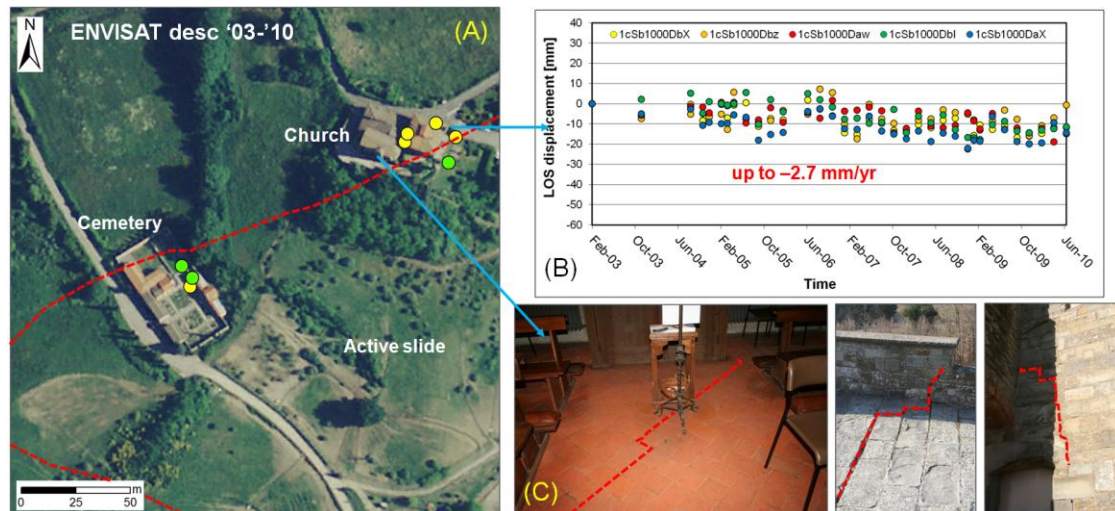 N
ENVISAT desc ‘03-’10
(A)
Church
Cemetery
Active slide
m
0 25 50
(B)
1cSb1000DbX 1cSb1000Dbz 1cSb1000Daw 1cSb1000DbI 1cSb1000DaX
LOS displacement [mm]
40
30
20
10
0
-10
-20
-30
-40
-50
-60
up to –2.7 mm/yr
Feb-03 Oct-03 Jun-04 Feb-05 Oct-05 Jun-06 Feb-07 Oct-07 Jun-08 Feb-09 Oct-09 Jun-10
Time
(C)